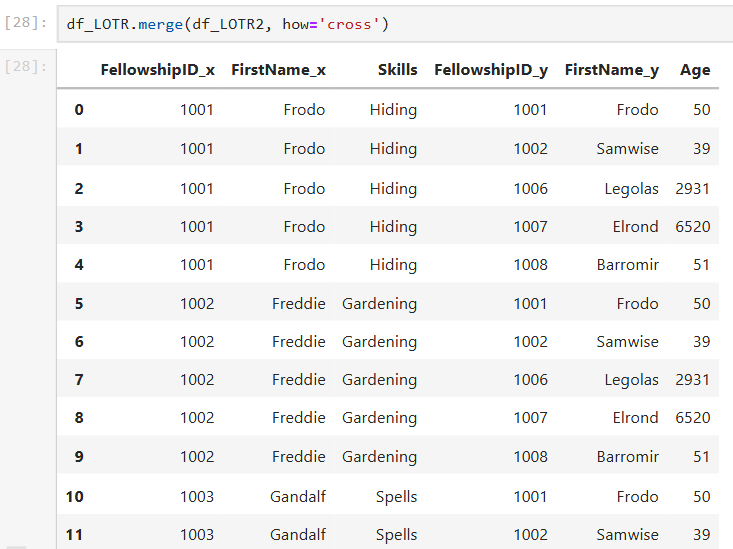 [28]: df_LOTR.merge(df_LOTR2, how='cross')
[28]: FellowshipID_x FirstName_x Skills FellowshipID_y FirstName_y Age
0 1001 Frodo Hiding 1001 Frodo 50
1 1001 Frodo Hiding 1002 Samwise 39
2 1001 Frodo Hiding 1006 Legolas 2931
3 1001 Frodo Hiding 1007 Elrond 6520
4 1001 Frodo Hiding 1008 Barromir 51
5 1002 Freddie Gardening 1001 Frodo 50
6 1002 Freddie Gardening 1002 Samwise 39
7 1002 Freddie Gardening 1006 Legolas 2931
8 1002 Freddie Gardening 1007 Elrond 6520
9 1002 Freddie Gardening 1008 Barromir 51
10 1003 Gandalf Spells 1001 Frodo 50
11 1003 Gandalf Spells 1002 Samwise 39